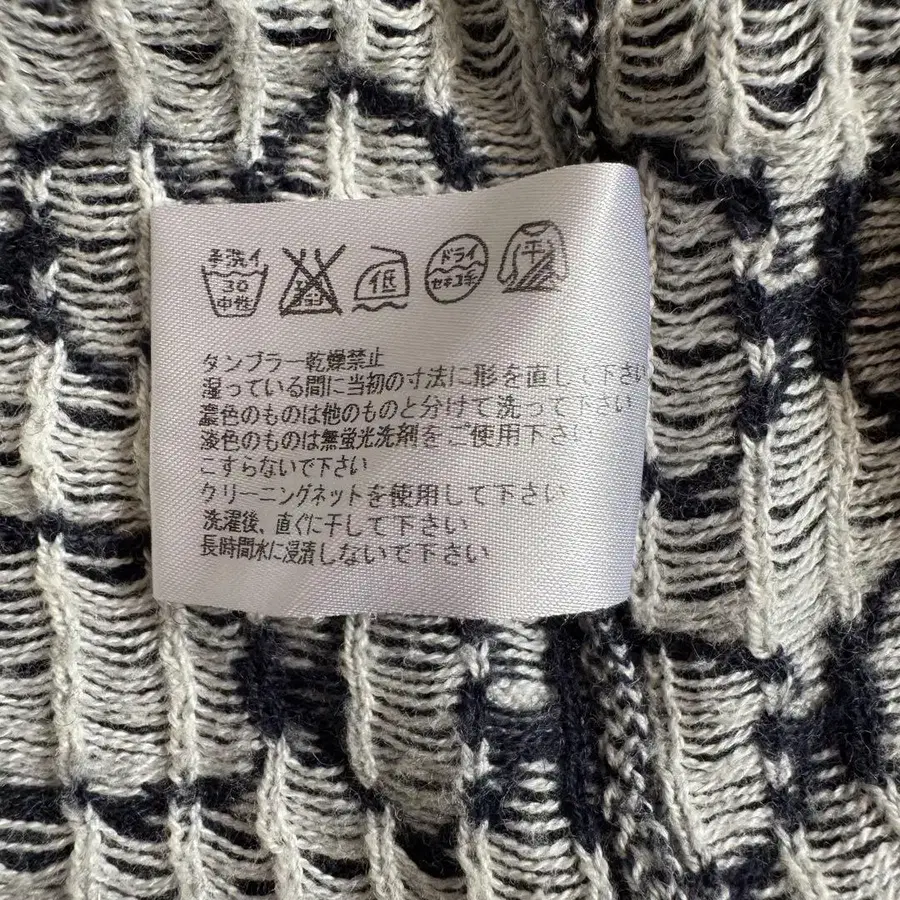 手洗イ
30
中性
低
ドライ
セキユ系
平
タンブラー乾燥禁止
湿っている間に当初の寸法に形を直して下さい
濃色のものは他のものと分けて洗って下さい
淡色のものは無蛍光洗剤をご使用下さい
こすらないで下さい
クリーニングネットを使用して下さい
洗濯後、直ぐに干して下さい
長時間水に浸漬しないで下さい